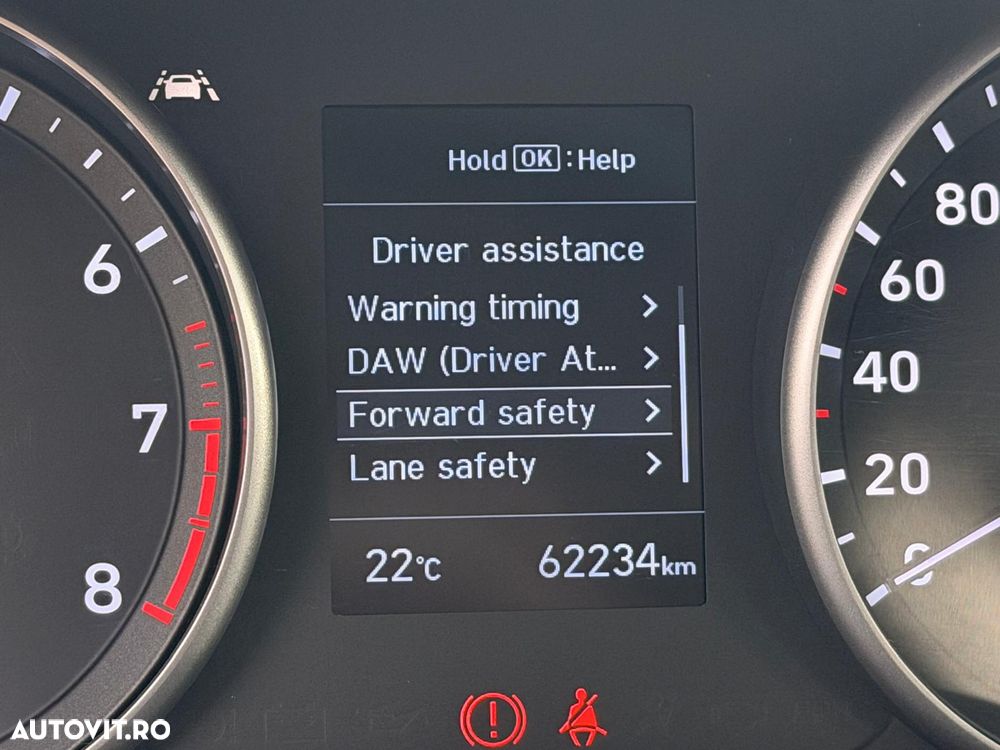 Hold OK : Help
Driver assistance
Warning timing >
DAW (Driver At... >
Forward safety >
Lane safety >
22°C 62234km
6
7
8
80
60
40
20
0
AUTOVIT.RO